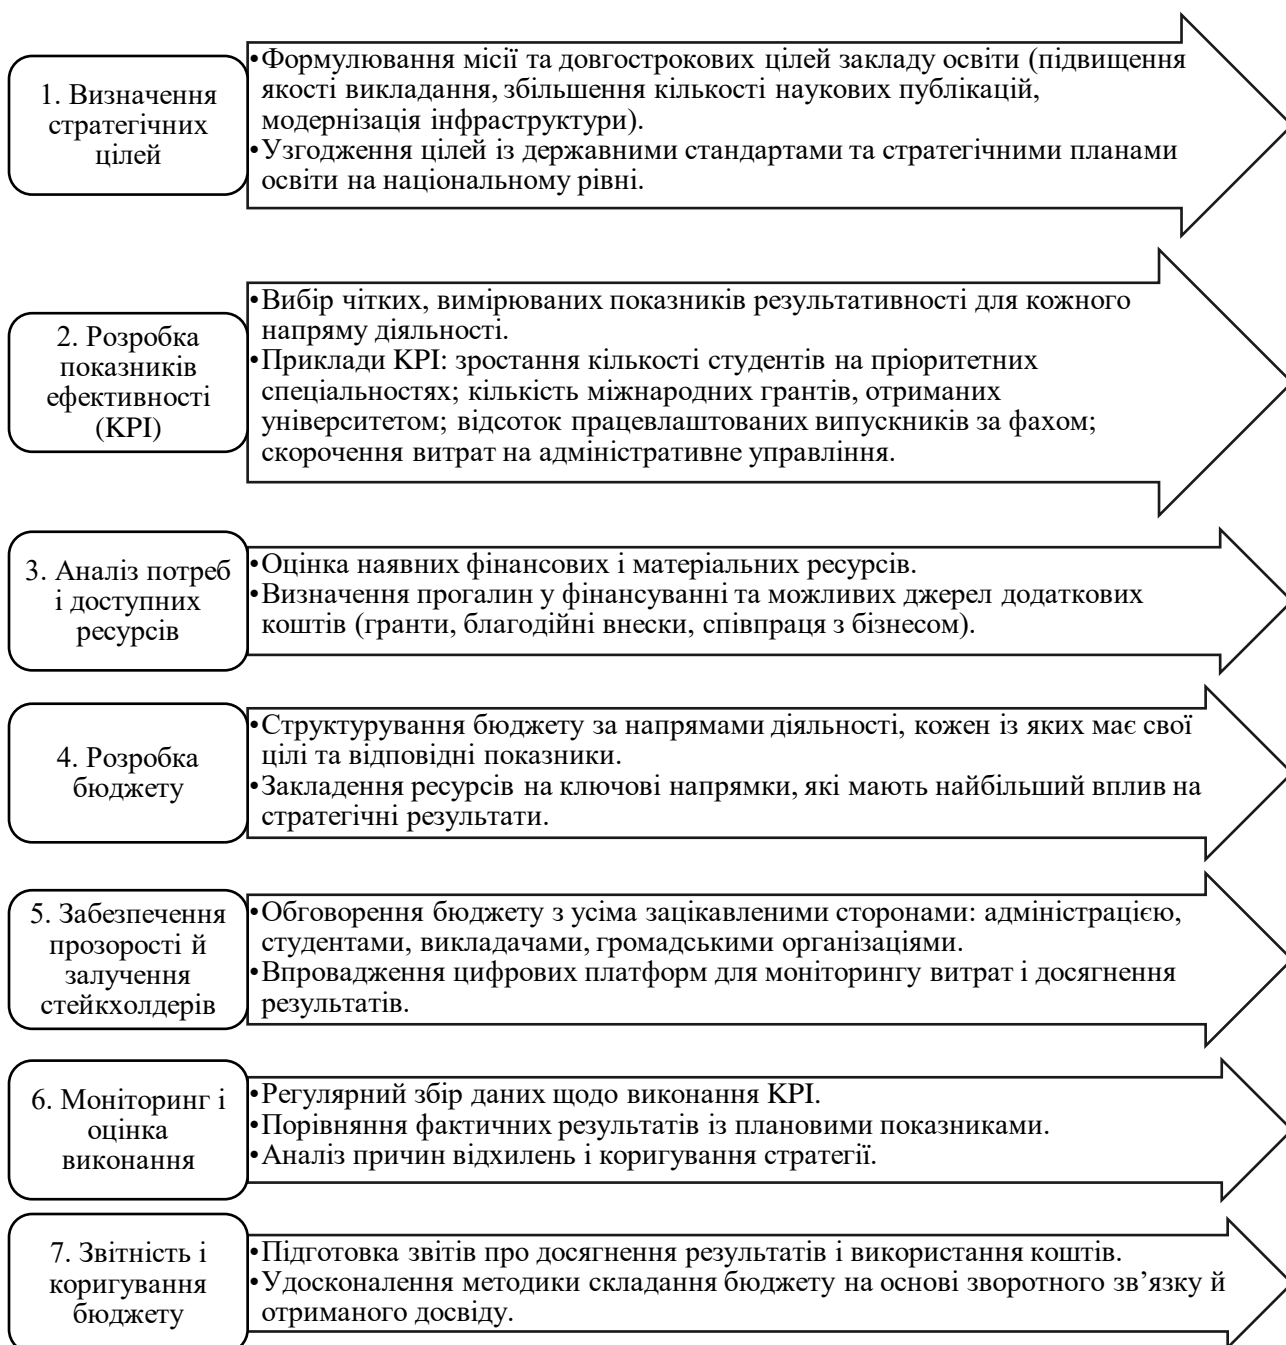 1. Визначення
стратегічних
цілей
•Формулювання місії та довгострокових цілей закладу освіти (підвищення
якості викладання, збільшення кількості наукових публікацій,
модернізація інфраструктури).
•Узгодження цілей із державними стандартами та стратегічними планами
освіти на національному рівні.
2. Розробка
показників
ефективності
(KPI)
•Вибір чітких, вимірюваних показників результативності для кожного
напряму діяльності.
•Приклади KPI: зростання кількості студентів на пріоритетних
спеціальностях; кількість міжнародних грантів, отриманих
університетом; відсоток працевлаштованих випускників за фахом;
скорочення витрат на адміністративне управління.
3. Аналіз потреб
і доступних
ресурсів
•Оцінка наявних фінансових і матеріальних ресурсів.
•Визначення прогалин у фінансуванні та можливих джерел додаткових
коштів (гранти, благодійні внески, співпраця з бізнесом).
4. Розробка
бюджету
•Структурування бюджету за напрямами діяльності, кожен із яких має свої
цілі та відповідні показники.
•Закладення ресурсів на ключові напрямки, які мають найбільший вплив на
стратегічні результати.
5. Забезпечення
прозорості й
залучення
стейкхолдерів
•Обговорення бюджету з усіма зацікавленими сторонами: адміністрацією,
студентами, викладачами, громадськими організаціями.
•Впровадження цифрових платформ для моніторингу витрат і досягнення
результатів.
6. Моніторинг і
оцінка
виконання
•Регулярний збір даних щодо виконання KPI.
•Порівняння фактичних результатів із плановими показниками.
•Аналіз причин відхилень і коригування стратегії.
7. Звітність і
коригування
бюджету
•Підготовка звітів про досягнення результатів і використання коштів.
•Удосконалення методики складання бюджету на основі зворотного зв’язку й
отриманого досвіду.